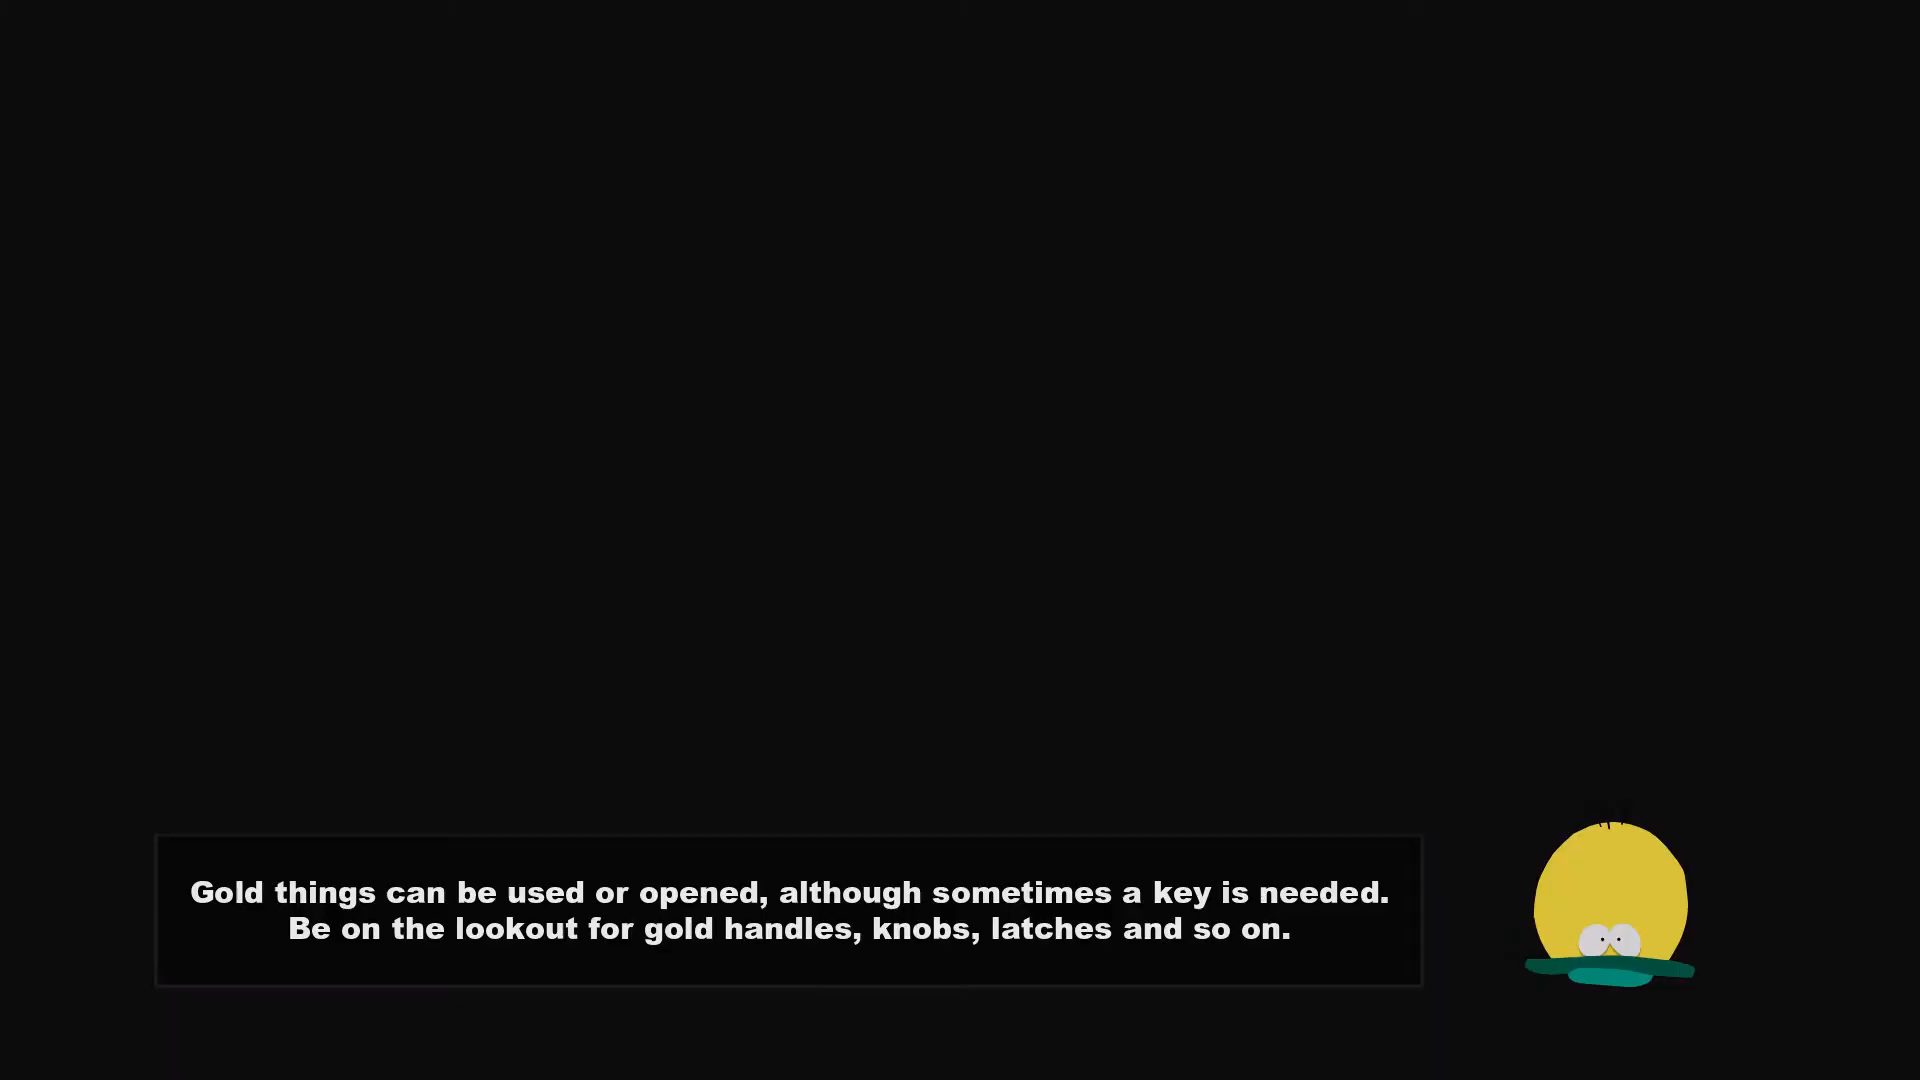 Gold things can be used or opened, although sometimes a key is needed.
Be on the lookout for gold handles, knobs, latches and so on.